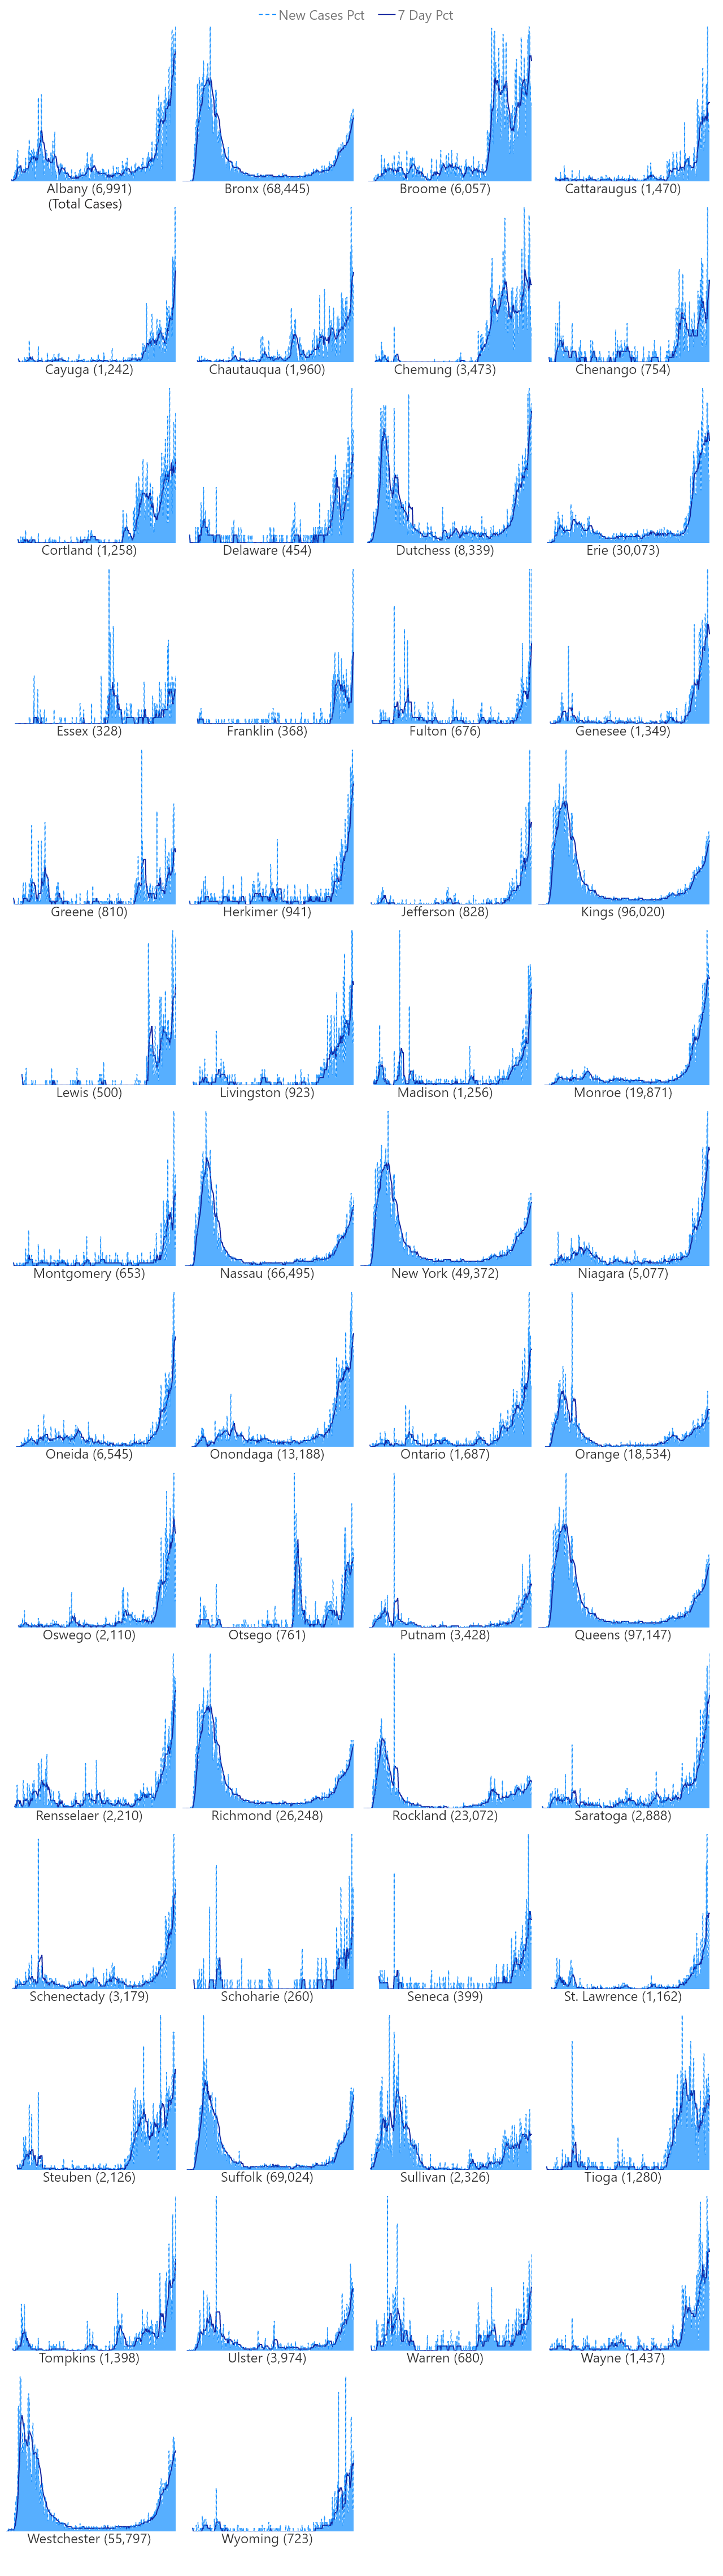 New Cases Pct 7 Day Pct
Albany (6,991) Bronx (68,445) Broome (6,057) Cattaraugus (1,470)
(Total Cases)
Cayuga (1,242) Chautauqua (1,960) Chemung (3,473) Chenango (754)
Cortland (1,258) Delaware (454) Dutchess (8,339) Erie (30,073)
Essex (328) Franklin (368) Fulton (676) Genesee (1,349)
Greene (810) Herkimer (941) Jefferson (828) Kings (96,020)
Lewis (500) Livingston (923) Madison (1,256) Monroe (19,871)
Montgomery (653) Nassau (66,495) New York (49,372) Niagara (5,077)
Oneida (6,545) Onondaga (13,188) Ontario (1,687) Orange (18,534)
Oswego (2,110) Otsego (761) Putnam (3,428) Queens (97,147)
Rensselaer (2,210) Richmond (26,248) Rockland (23,072) Saratoga (2,888)
Schenectady (3,179) Schoharie (260) Seneca (399) St. Lawrence (1,162)
Steuben (2,126) Suffolk (69,024) Sullivan (2,326) Tioga (1,280)
Tompkins (1,398) Ulster (3,974) Warren (680) Wayne (1,437)
Westchester (55,797) Wyoming (723)